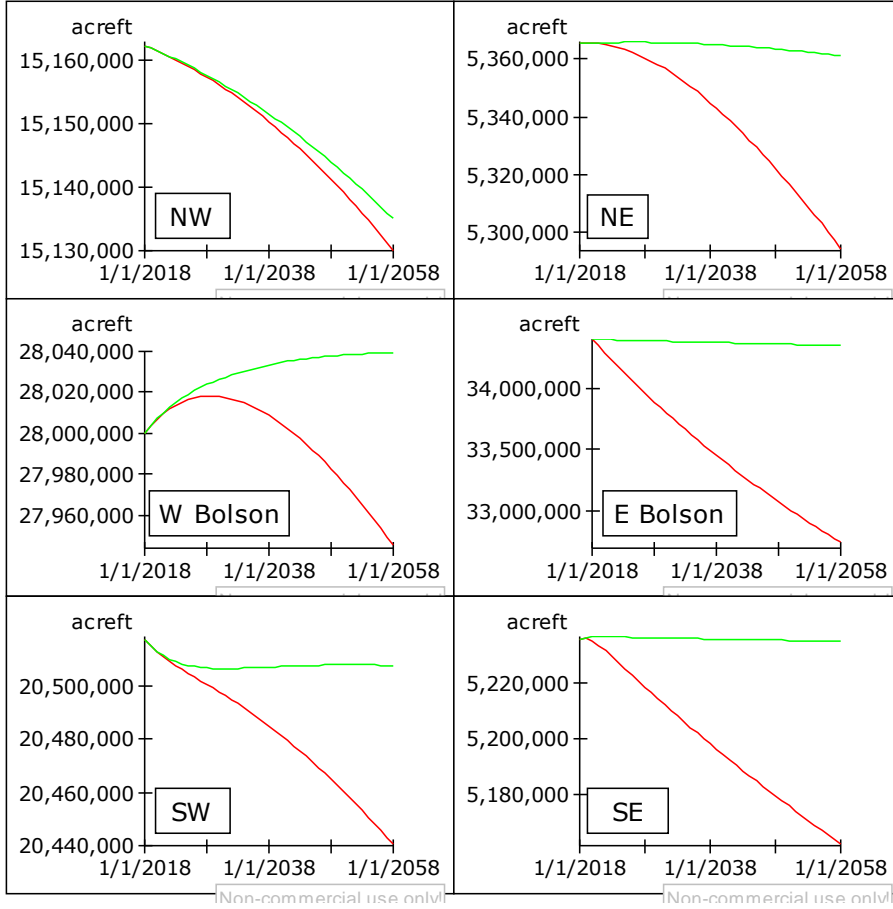 acreft
15,160,000
15,150,000
15,140,000
15,130,000
NW
1/1/2018 1/1/2038 1/1/2058
acreft
5,360,000
5,340,000
5,320,000
5,300,000
NE
1/1/2018 1/1/2038 1/1/2058
acreft
28,040,000
28,020,000
28,000,000
27,980,000
27,960,000
W Bolson
1/1/2018 1/1/2038 1/1/2058
acreft
34,000,000
33,500,000
33,000,000
E Bolson
1/1/2018 1/1/2038 1/1/2058
acreft
20,500,000
20,480,000
20,460,000
20,440,000
SW
1/1/2018 1/1/2038 1/1/2058
Non-commercial use only!
acreft
5,220,000
5,200,000
5,180,000
SE
1/1/2018 1/1/2038 1/1/2058
Non-commercial use only!